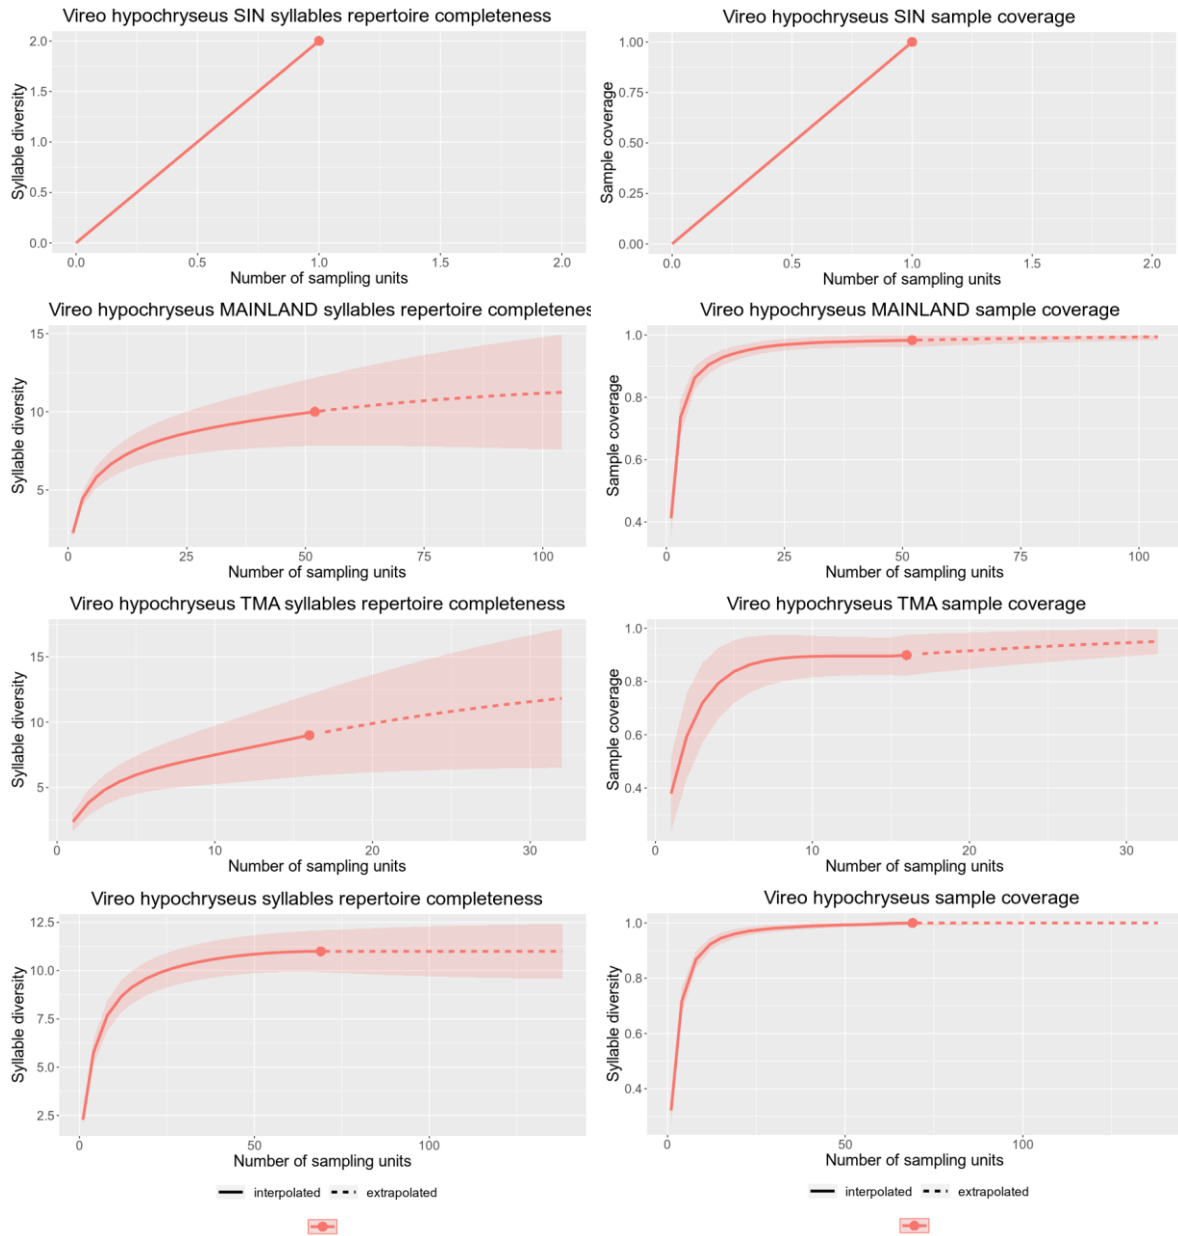 Vireo hypochryseus SIN syllables repertoire completeness
2.0
1.5
1.0
0.5
0.0
Syllable diversity
0.0 0.5 1.0 1.5 2.0
Number of sampling units
Vireo hypochryseus SIN sample coverage
1.00
0.75
0.50
0.25
0.00
Sample coverage
0.0 0.5 1.0 1.5 2.0
Number of sampling units
Vireo hypochryseus MAINLAND syllables repertoire completenes
15
10
5
Syllable diversity
0 25 50 75 100
Number of sampling units
Vireo hypochryseus MAINLAND sample coverage
1.0
0.8
0.6
0.4
Sample coverage
0 25 50 75 100
Number of sampling units
Vireo hypochryseus TMA syllables repertoire completeness
15
10
5
Syllable diversity
0 10 20 30
Number of sampling units
Vireo hypochryseus TMA sample coverage
1.0
0.8
0.6
0.4
Sample coverage
0 10 20 30
Number of sampling units
Vireo hypochryseus syllables repertoire completeness
12.5
10.0
7.5
5.0
2.5
Syllable diversity
0 50 100
Number of sampling units
interpolated extrapolated
Vireo hypochryseus sample coverage
1.0
0.8
0.6
0.4
Syllable diversity
0 50 100
Number of sampling units
interpolated extrapolated